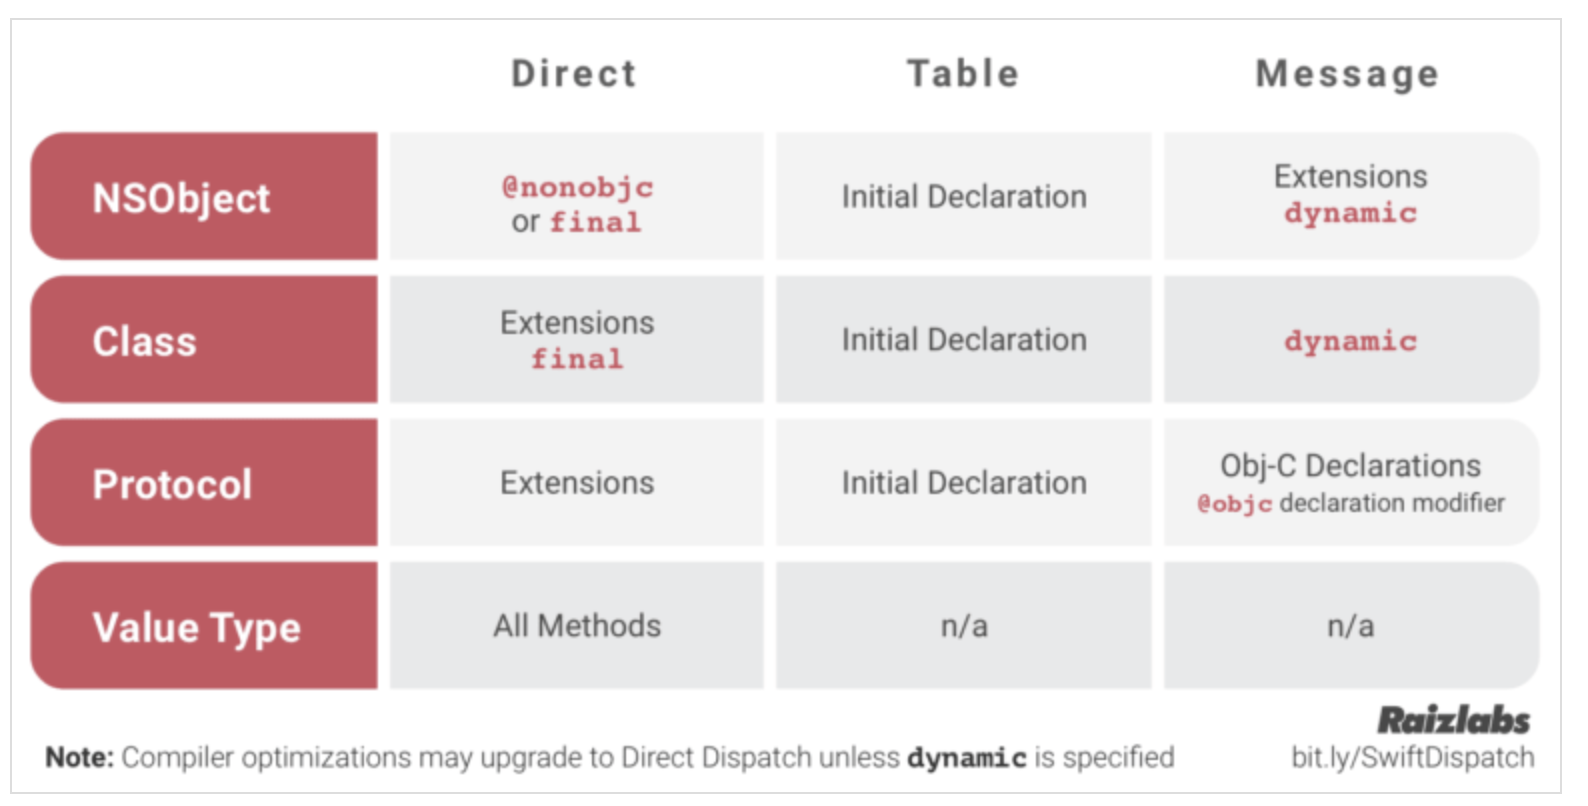 Direct Table Message
NSObject
@nonobjc
or final
Initial Declaration
Extensions
dynamic
Class
Extensions
final
Initial Declaration
dynamic
Protocol
Extensions
Initial Declaration
Obj-C Declarations
@objc declaration modifier
Value Type
All Methods
n/a
n/a
Raizlabs
Note: Compiler optimizations may upgrade to Direct Dispatch unless dynamic is specified
bit.ly/SwiftDispatch